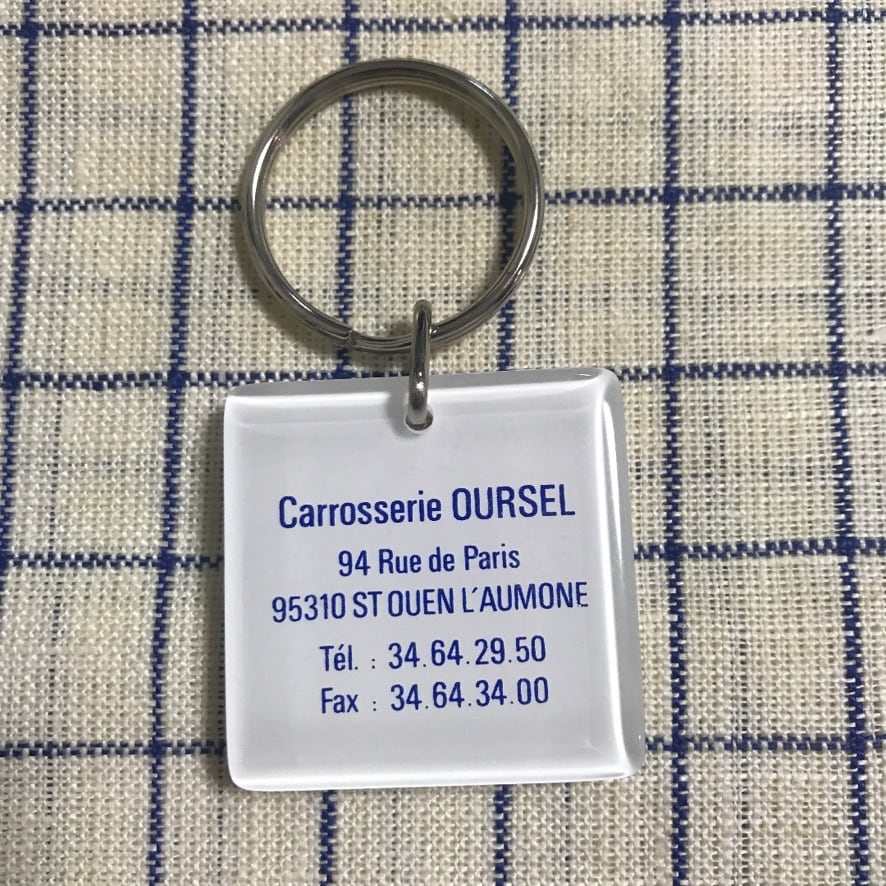 Carrosserie OURSEL
94 Rue de Paris
95310 ST OUEN L'AUMONE
Tél. : 34.64.29.50
Fax : 34.64.34.00